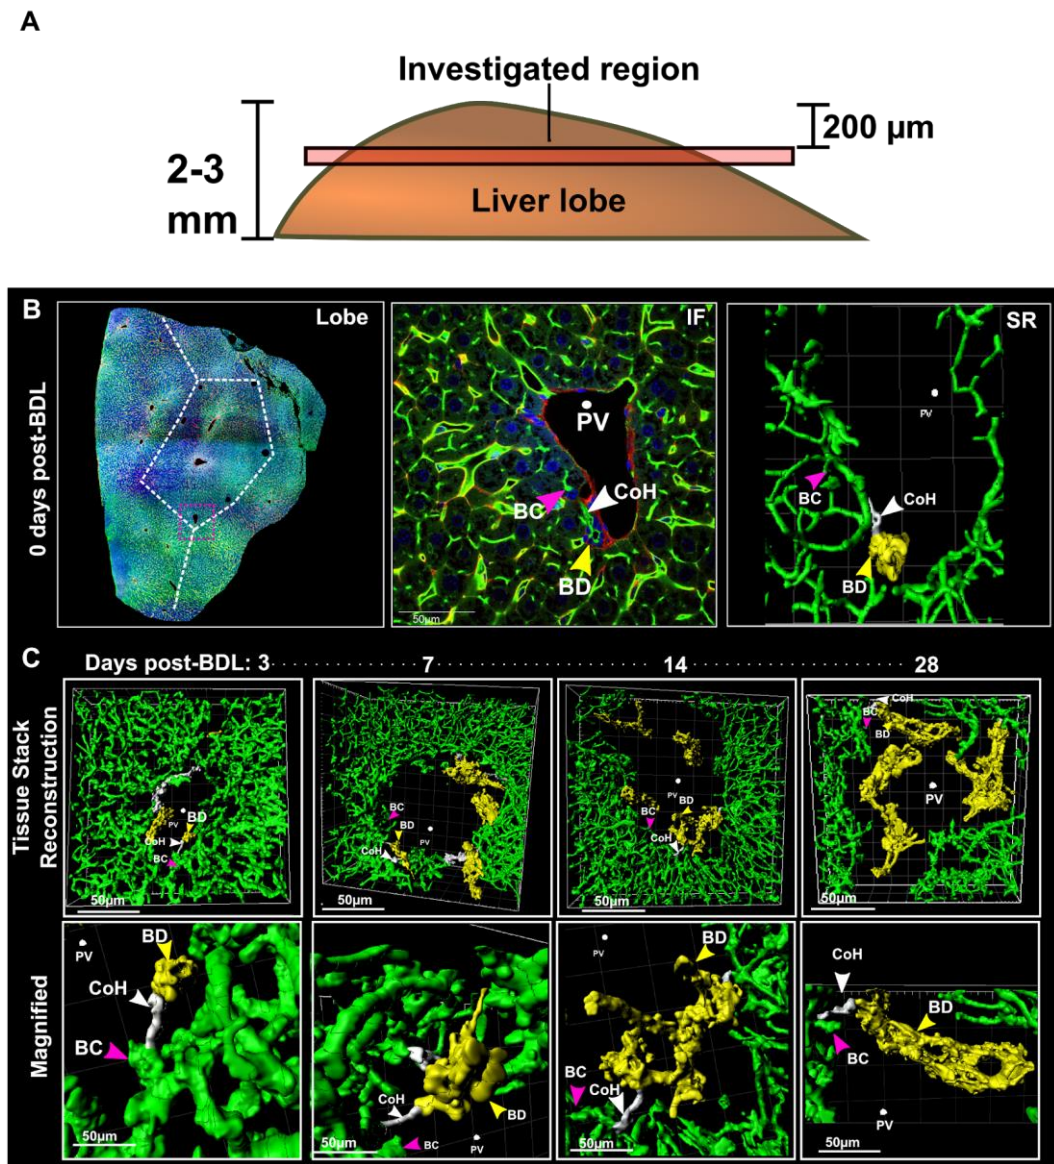 A
Investigated region
200 µm
2-3
mm
Liver lobe
B
0 days post-BDL
Lobe
IF
PV
BC
CoH
BD
50µm
SR
PV
BC
CoH
BD
C
Days post-BDL: 3
7
14
28
Tissue Stack
Reconstruction
BD
PV
CoH
BC
50µm
BC
BD
PV
CoH
50µm
PV
BD
BC
CoH
50µm
CoH
BC
BD
PV
50µm
Magnified
BD
PV
CoH
BC
50µm
CoH
BD
BC
PV
50µm
BD
PV
BC
CoH
50µm
CoH
BD
BC
PV
50µm